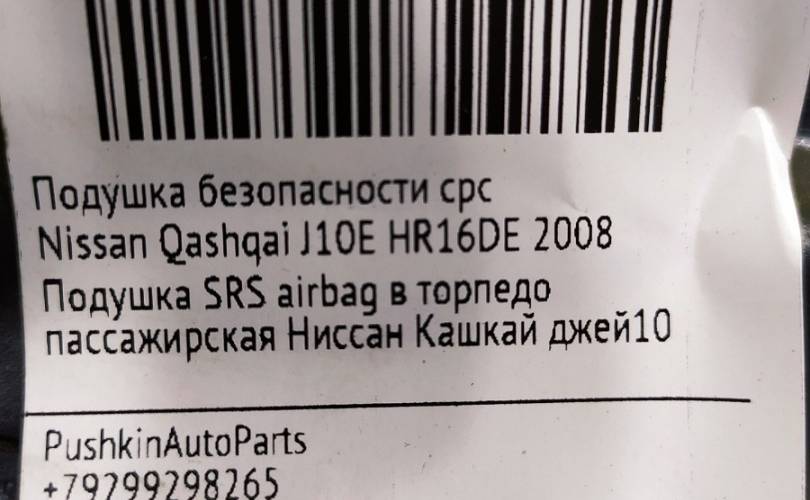 Подушка безопасности срс
Nissan Qashqai J10E HR16DE 2008
Подушка SRS airbag в торпедо
пассажирская Ниссан Кашкай джей10
PushkinAutoParts
+79299298265